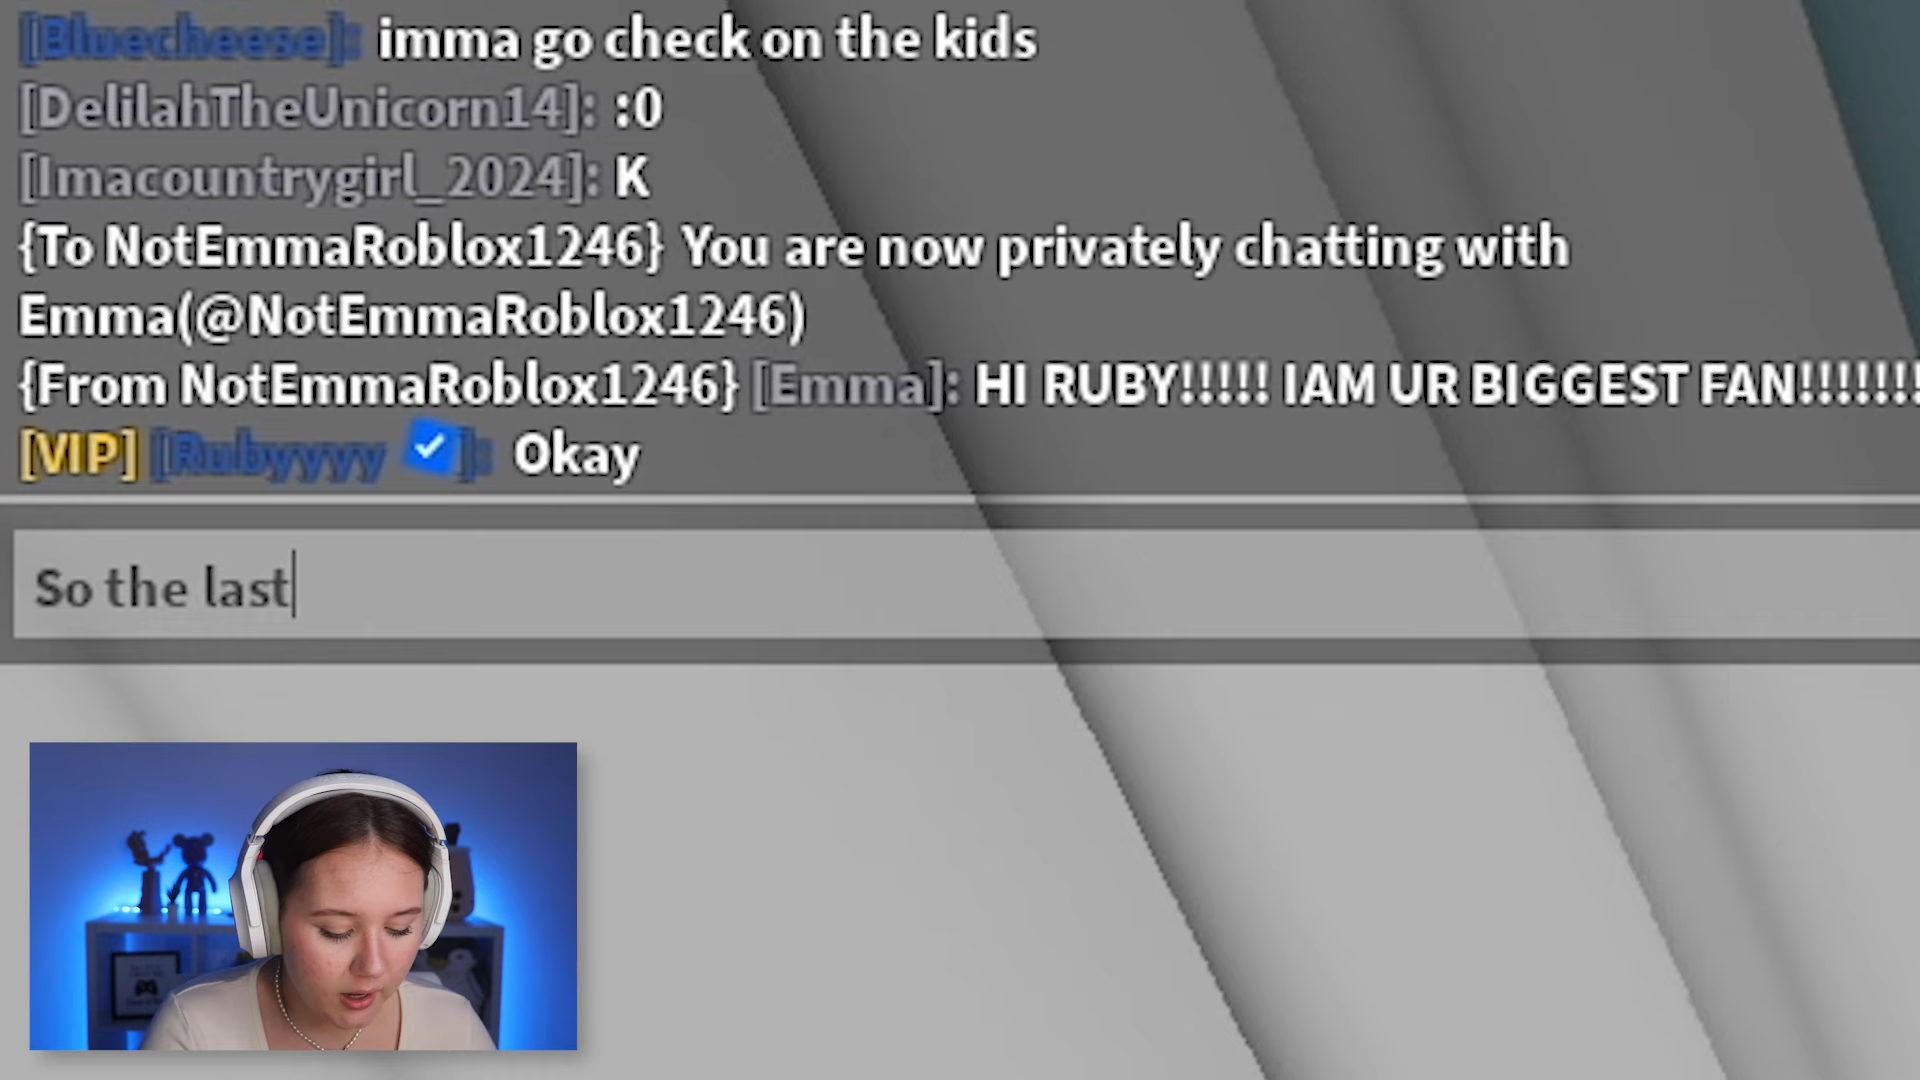 [Bluecheese]: imma go check on the kids
[DelilahTheUnicorn14]: :0
[Imacountrygirl_2024]: K
{To NotEmmaRoblox1246} You are now privately chatting with
Emma(@NotEmmaRoblox1246)
{From NotEmmaRoblox1246} [Emma]: HI RUBY!!!!! IAM UR BIGGEST FAN!!!!!!!
[VIP] [Rubyyyy ✓]: Okay
So the last